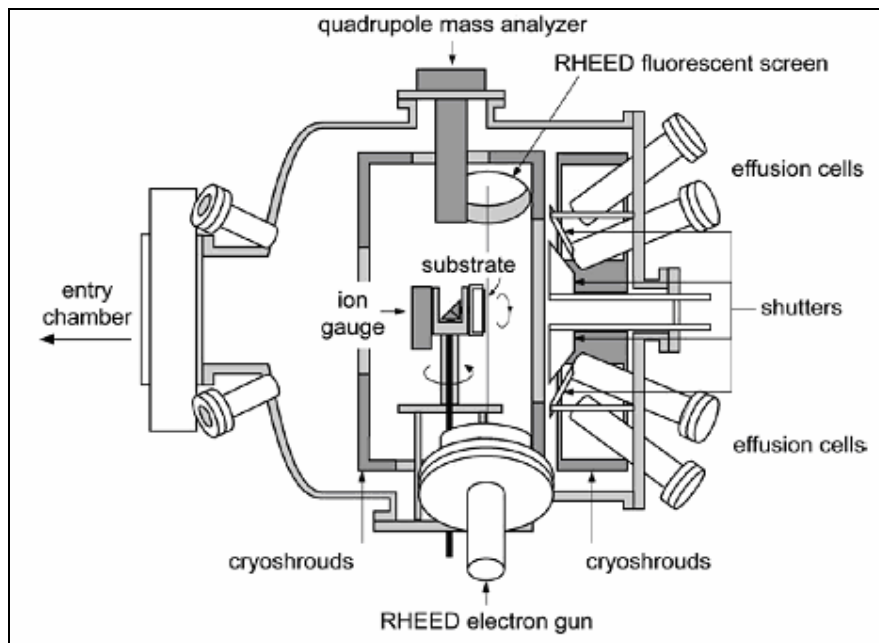 quadrupole mass analyzer
RHEED fluorescent screen
effusion cells
substrate
entry
chamber
ion
gauge
shutters
effusion cells
cryoshrouds
cryoshrouds
RHEED electron gun